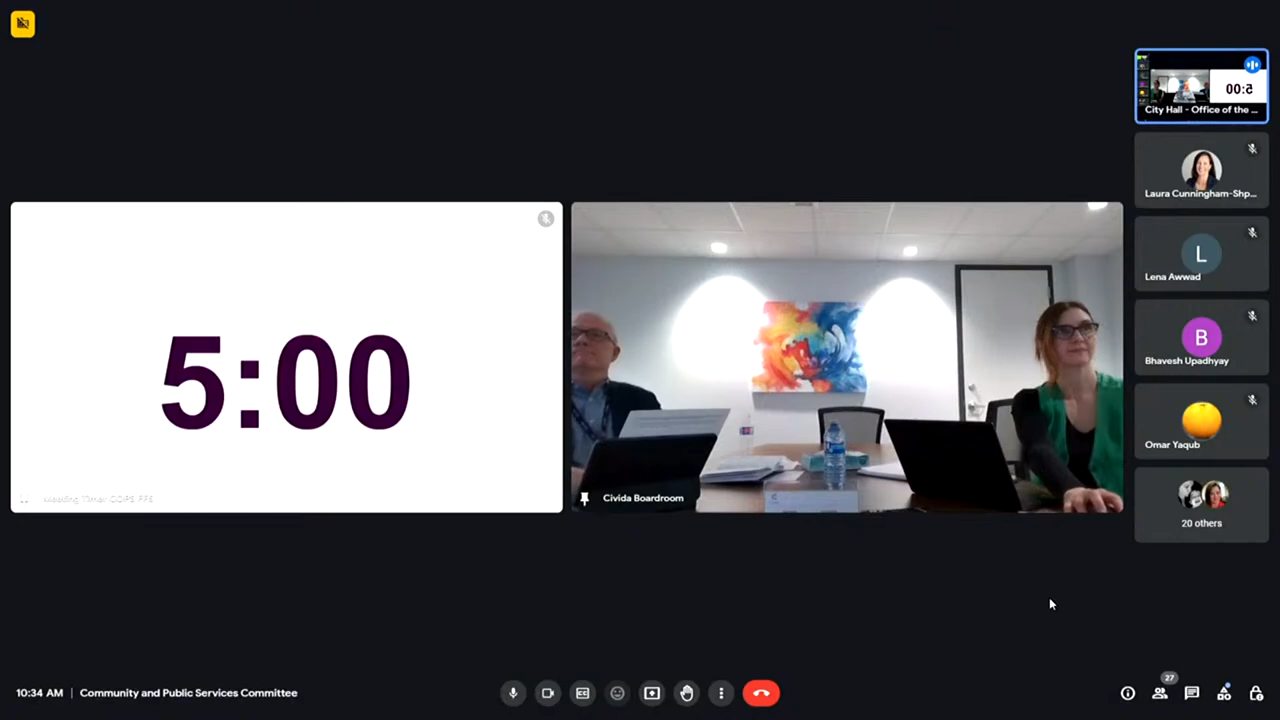 5:00
Civida Boardroom
5:00
City Hall - Office of the ...
Laura Cunningham-Shp...
L
Lena Awwad
B
Bhavesh Upadhyay
Omar Yaqub
20 others
10:34 AM | Community and Public Services Committee
27